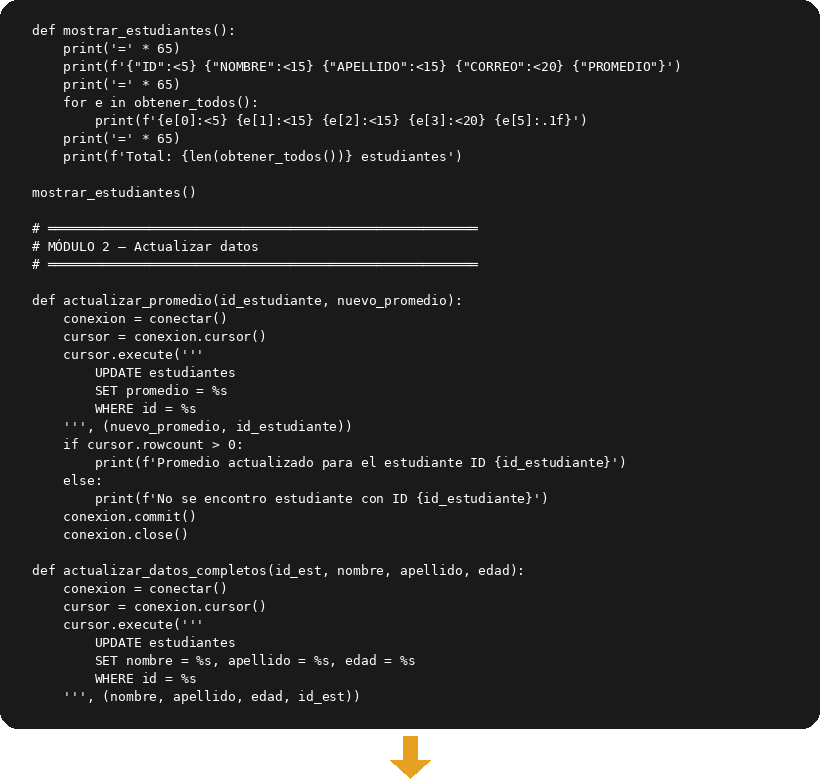 def mostrar_estudiantes():
    print('=' * 65)
    print(f'{"ID":<5} {"NOMBRE":<15} {"APELLIDO":<15} {"CORREO":<20} {"PROMEDIO"}')
    print('=' * 65)
    for e in obtener_todos():
        print(f'{e[0]:<5} {e[1]:<15} {e[2]:<15} {e[3]:<20} {e[5]:.1f}')
    print('=' * 65)
    print(f'Total: {len(obtener_todos())} estudiantes')

mostrar_estudiantes()

# ═══════════════════════════════════════════════════════
# MÓDULO 2 — Actualizar datos
# ═══════════════════════════════════════════════════════

def actualizar_promedio(id_estudiante, nuevo_promedio):
    conexion = conectar()
    cursor = conexion.cursor()
    cursor.execute('''
        UPDATE estudiantes
        SET promedio = %s
        WHERE id = %s
    ''', (nuevo_promedio, id_estudiante))
    if cursor.rowcount > 0:
        print(f'Promedio actualizado para el estudiante ID {id_estudiante}')
    else:
        print(f'No se encontro estudiante con ID {id_estudiante}')
    conexion.commit()
    conexion.close()

def actualizar_datos_completos(id_est, nombre, apellido, edad):
    conexion = conectar()
    cursor = conexion.cursor()
    cursor.execute('''
        UPDATE estudiantes
        SET nombre = %s, apellido = %s, edad = %s
        WHERE id = %s
    ''', (nombre, apellido, edad, id_est))